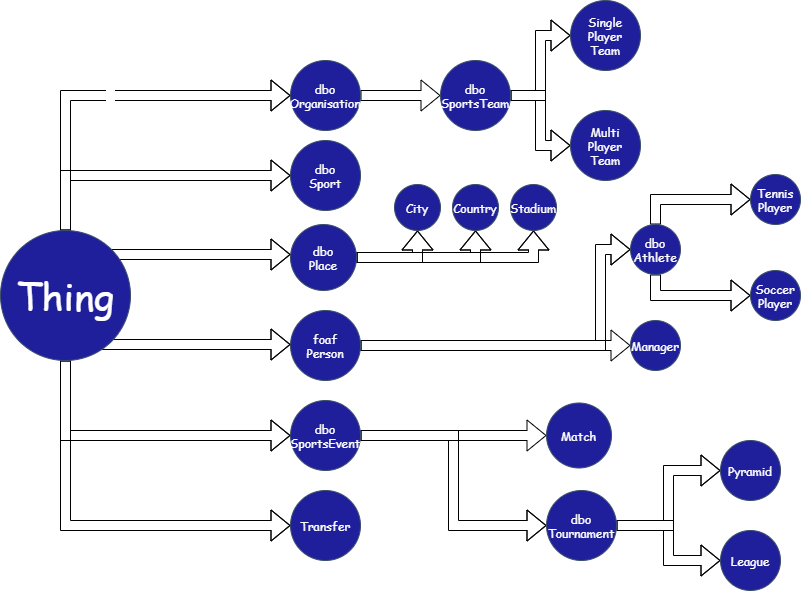 Single
Player
Team
dbo
Organisation
dbo
SportsTeam
Multi
Player
Team
dbo
Sport
City
Country
Stadium
Tennis
Player
dbo
Place
dbo
Athlete
Thing
Soccer
Player
foaf
Person
Manager
dbo
SportsEvent
Match
Pyramid
Transfer
dbo
Tournament
League